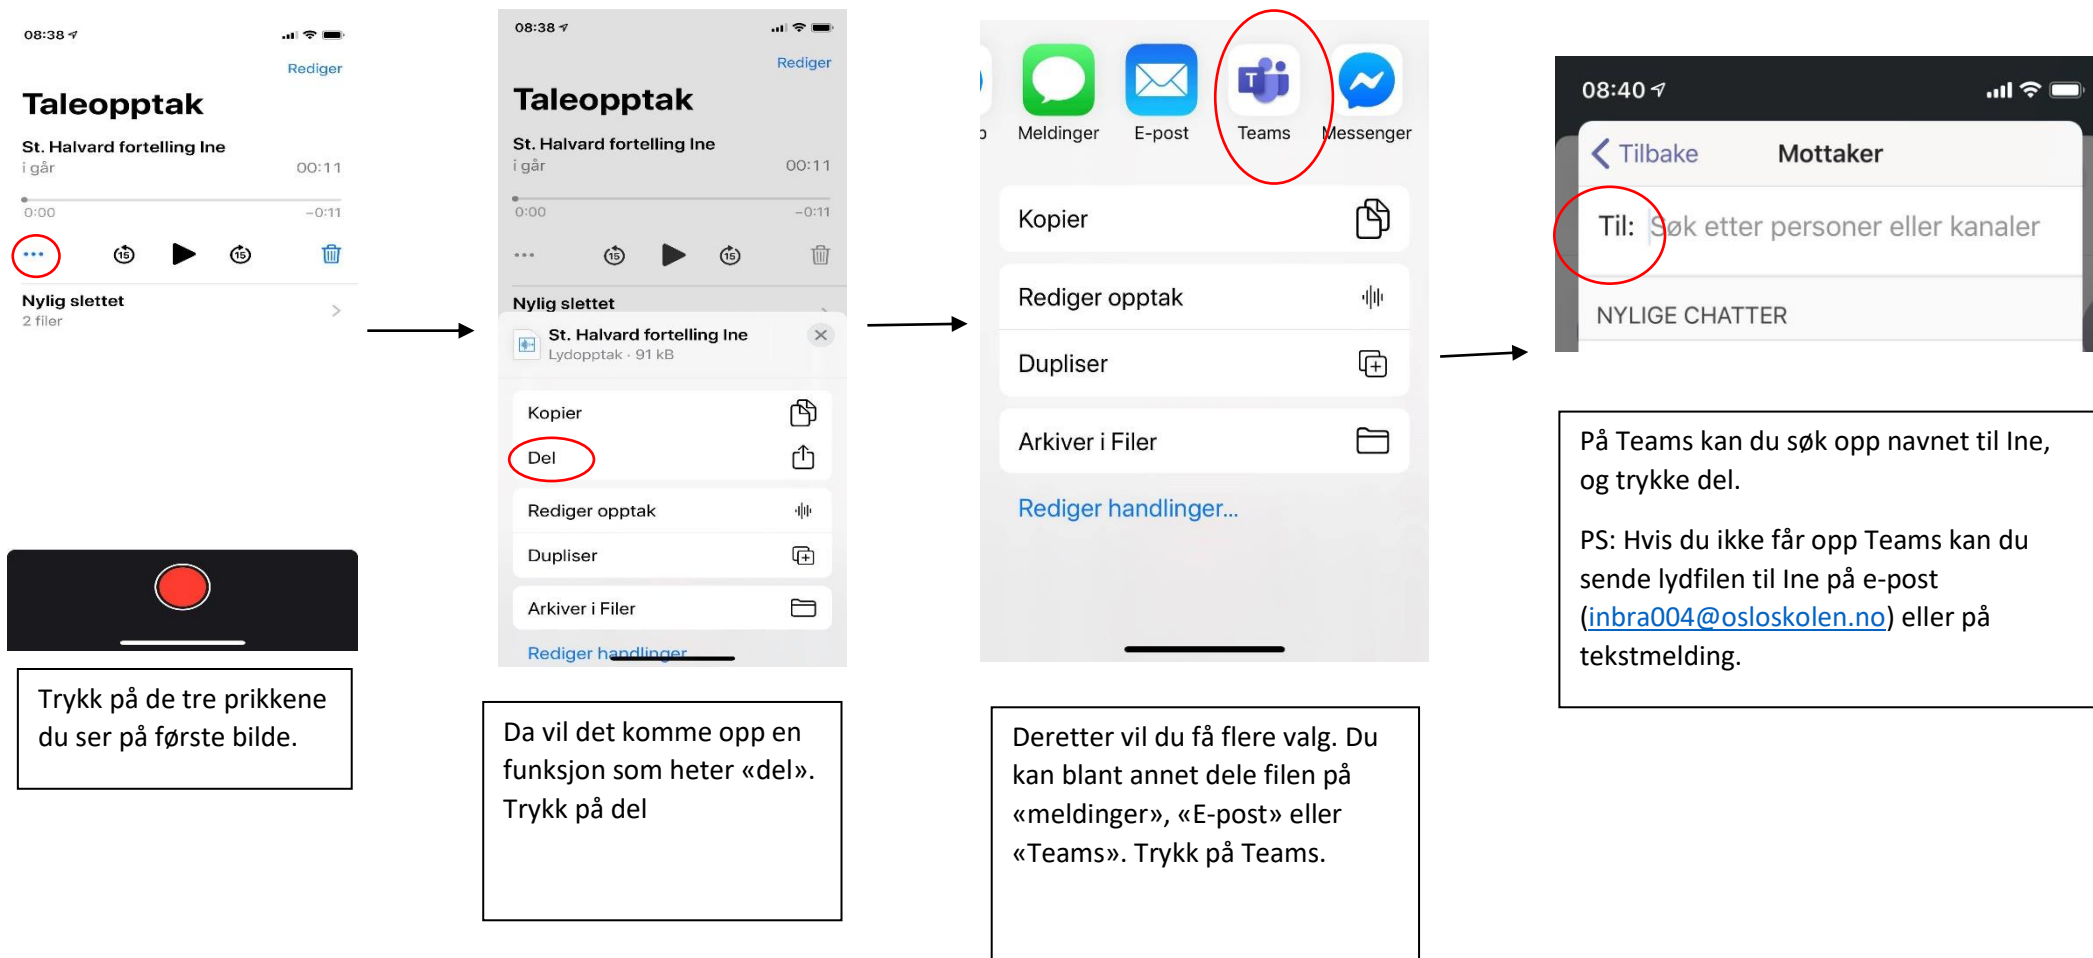 08:38
Rediger
Taleopptak
St. Halvard fortelling Ine
i går 00:11
0:00 −0:11
15 15
Nylig slettet
2 filer
Trykk på de tre prikkene
du ser på første bilde.
08:38
Rediger
Taleopptak
St. Halvard fortelling Ine
i går 00:11
0:00 −0:11
15 15
Nylig slettet
St. Halvard fortelling Ine
Lydopptak · 91 kB
Kopier
Del
Rediger opptak
Dupliser
Arkiver i Filer
Rediger handlinger
Da vil det komme opp en
funksjon som heter «del».
Trykk på del
Meldinger E-post Teams Messenger
Kopier
Rediger opptak
Dupliser
Arkiver i Filer
Rediger handlinger...
Deretter vil du få flere valg. Du
kan blant annet dele filen på
«meldinger», «E-post» eller
«Teams». Trykk på Teams.
08:40
Tilbake Mottaker
Til: Søk etter personer eller kanaler
NYLIGE CHATTER
På Teams kan du søk opp navnet til Ine,
og trykke del.
PS: Hvis du ikke får opp Teams kan du
sende lydfilen til Ine på e-post
(inbra004@osloskolen.no) eller på
tekstmelding.